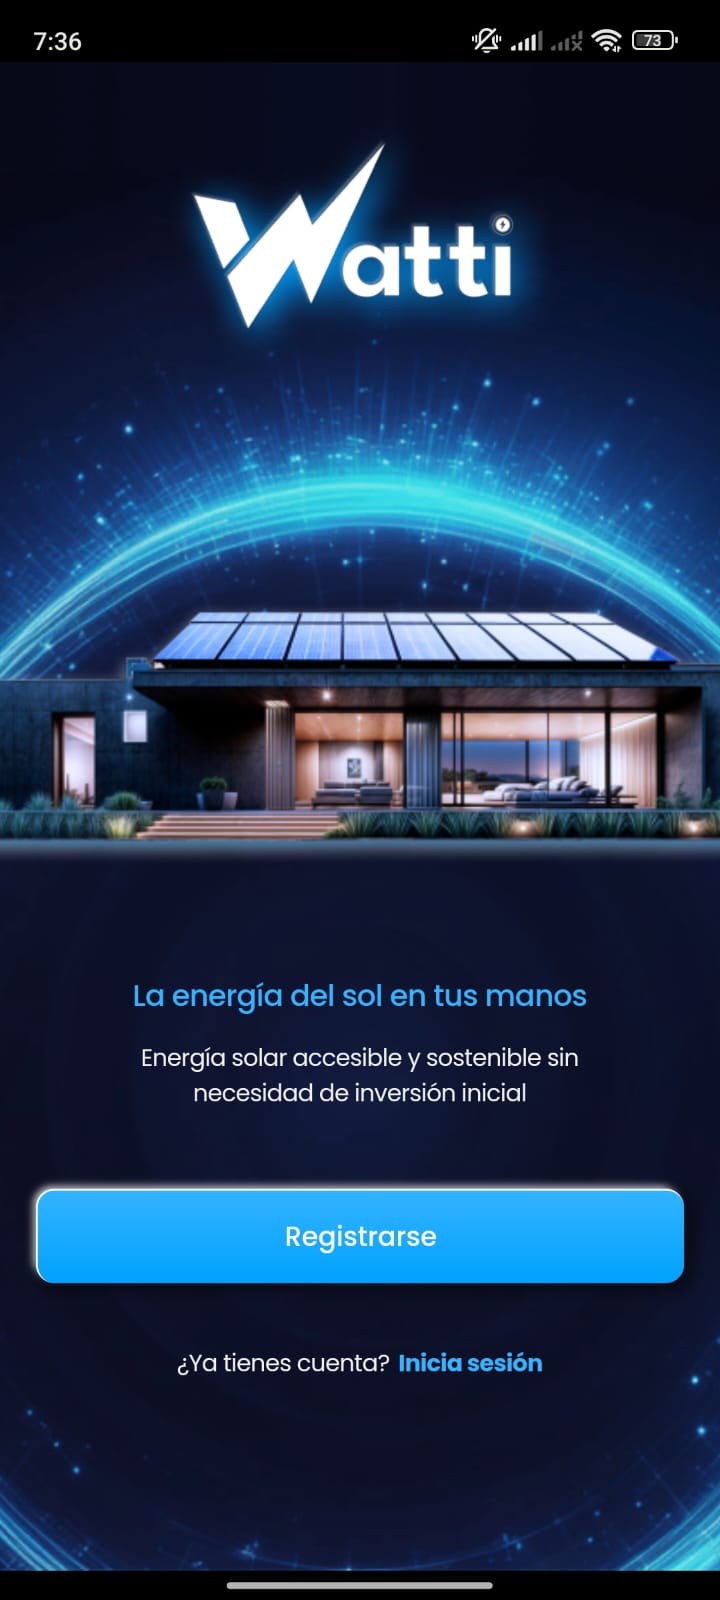 7:36
73
Watti
La energía del sol en tus manos
Energía solar accesible y sostenible sin
necesidad de inversión inicial
Registrarse
¿Ya tienes cuenta? Inicia sesión